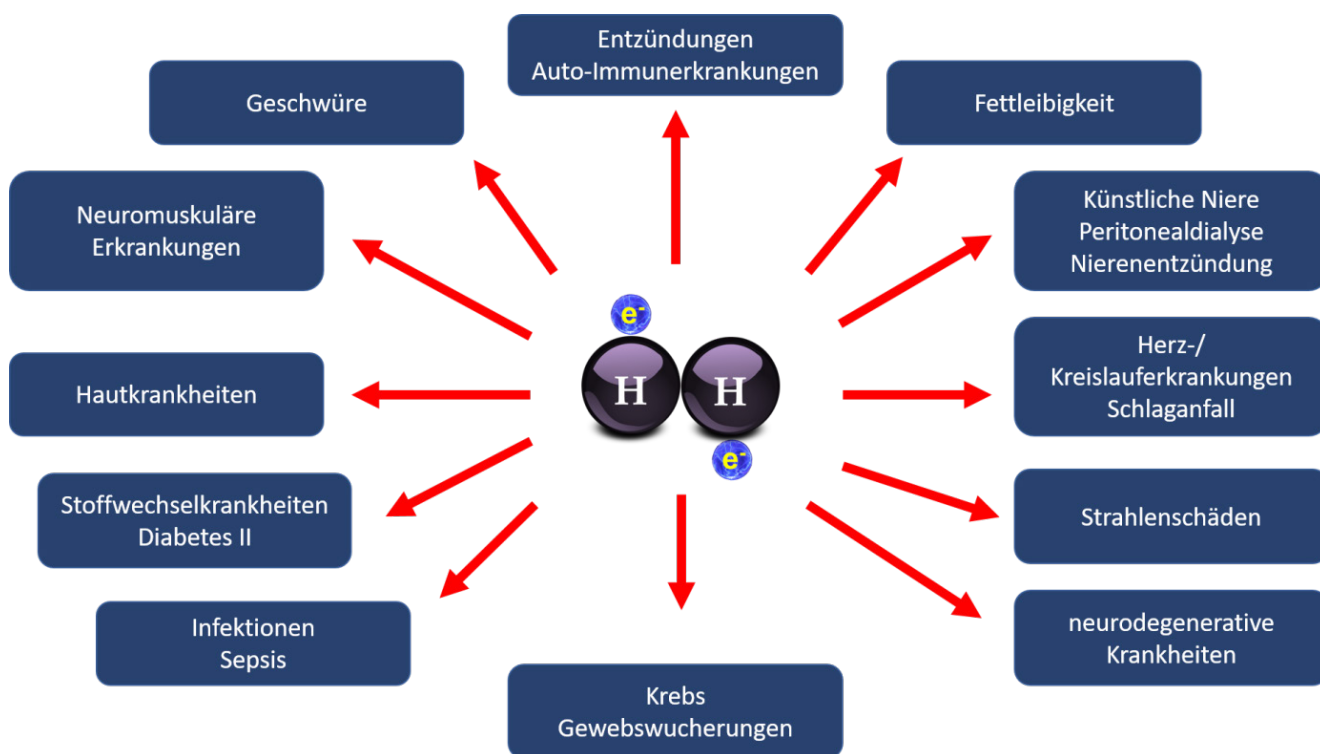 Entzündungen
Auto-Immunerkrankungen
Geschwüre
Fettleibigkeit
Neuromuskuläre
Erkrankungen
Künstliche Niere
Peritonealdialyse
Nierenentzündung
e-
H
H
e-
Hautkrankheiten
Herz-/
Kreislauferkrankungen
Schlaganfall
Stoffwechselkrankheiten
Diabetes II
Strahlenschäden
Infektionen
Sepsis
neurodegenerative
Krankheiten
Krebs
Gewebswucherungen